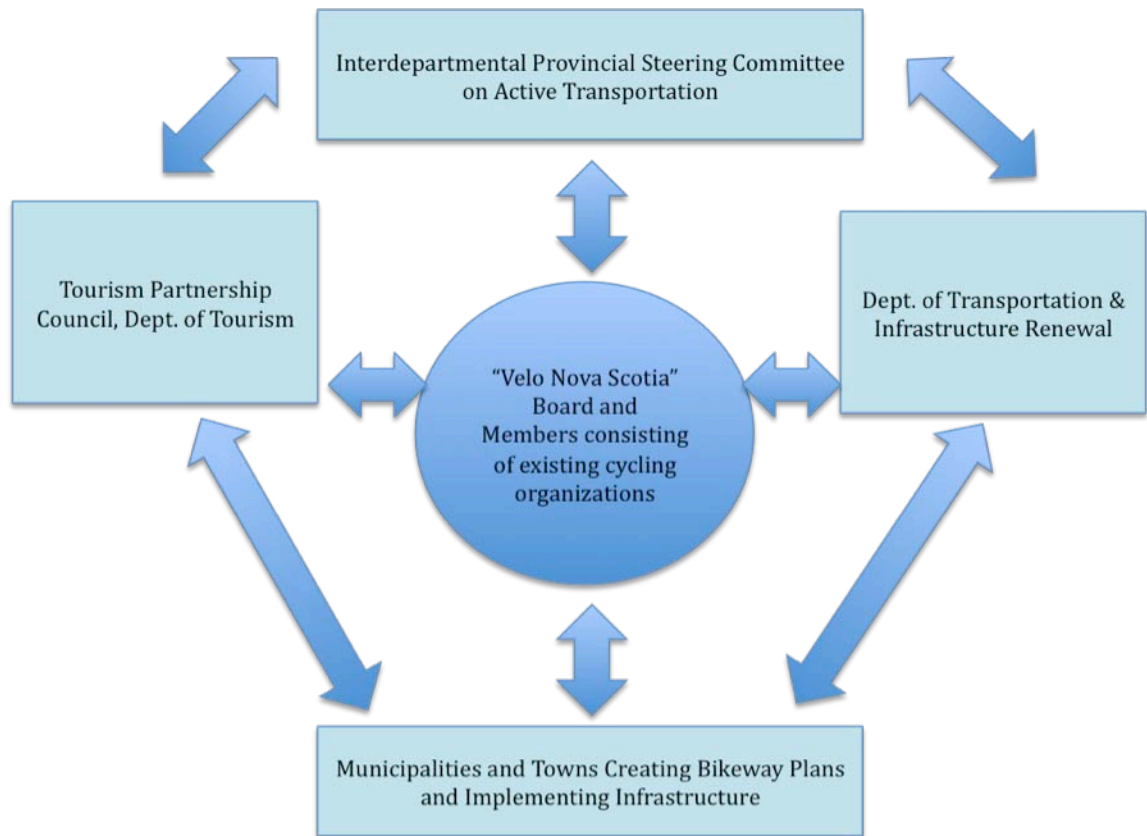 Interdepartmental Provincial Steering Committee
on Active Transportation
Tourism Partnership
Council, Dept. of Tourism
Dept. of Transportation &
Infrastructure Renewal
“Velo Nova Scotia”
Board and
Members consisting
of existing cycling
organizations
Municipalities and Towns Creating Bikeway Plans
and Implementing Infrastructure